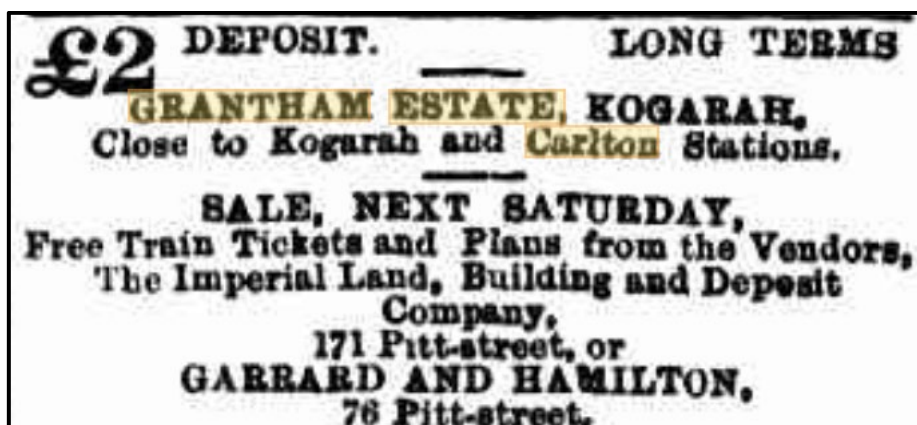 £2 DEPOSIT. LONG TERMS
GRANTHAM ESTATE, KOGARAH.
Close to Kogarah and Carlton Stations.
SALE, NEXT SATURDAY,
Free Train Tickets and Plans from the Vendors,
The Imperial Land, Building and Deposit
Company,
171 Pitt-street, or
GARRARD AND HAMILTON,
76 Pitt-street.